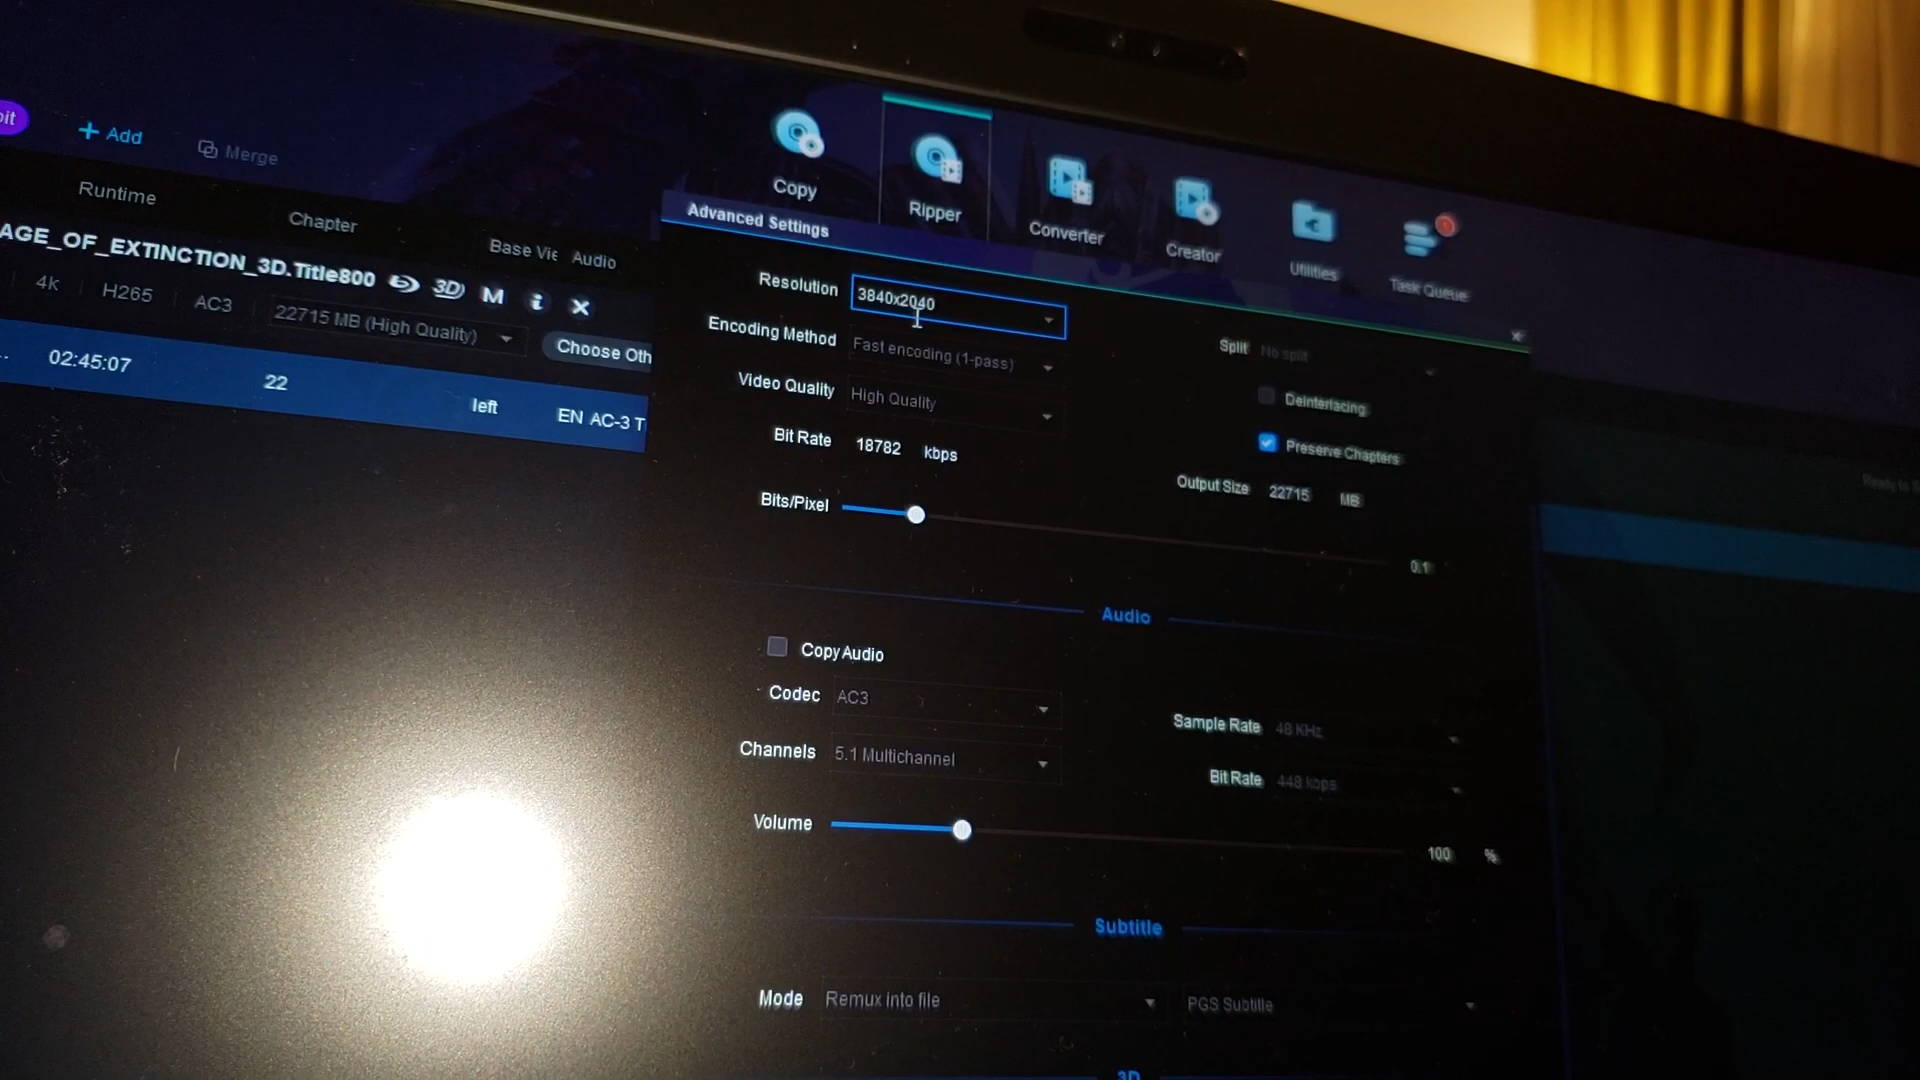 Add
Merge
Copy
Ripper
Converter
Creator
Utilities
Task Queue
Runtime
Chapter
Audio
AGE_OF_EXTINCTION_3D.Title800 3D M i
4k H265 AC3 22715 MB (High Quality)
Choose Oth
02:45:07 22 left EN AC-3 T
Advanced Settings
Resolution 3840x2040
Encoding Method Fast encoding (1-pass)
Video Quality High Quality
Bit Rate 18782 kbps
Bits/Pixel 0.1
Split No split
Deinterlacing
Preserve Chapters
Output Size 22715 MB
Audio
Copy Audio
Codec AC3
Channels 5.1 Multichannel
Sample Rate 48 KHz
Bit Rate 448 kbps
Volume 100 %
Subtitle
Mode Remux into file PGS Subtitle
3D